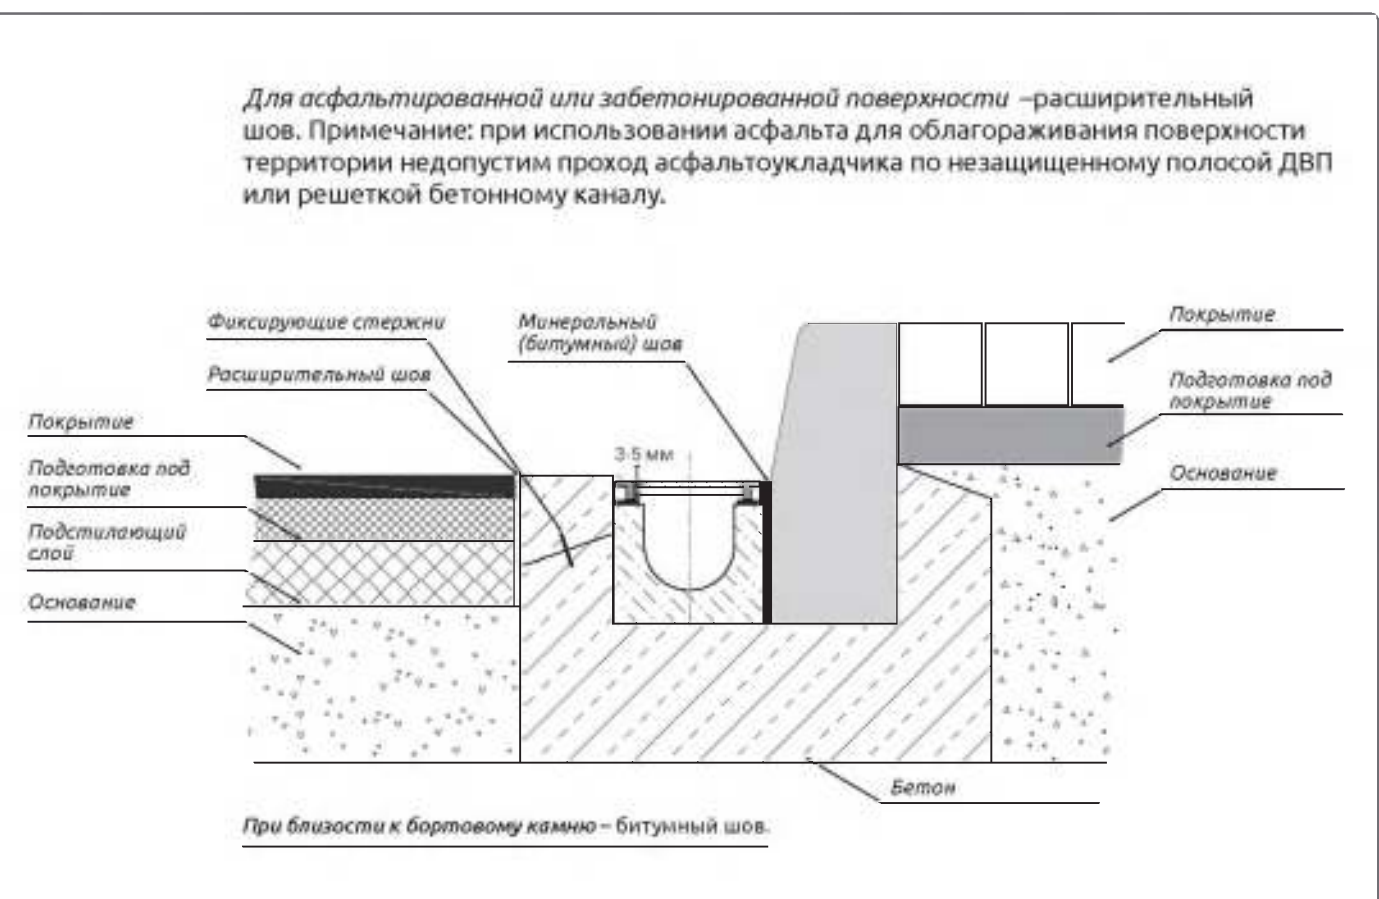 Для асфальтированной или забетонированной поверхности –расширительный
шов. Примечание: при использовании асфальта для облагораживания поверхности
территории недопустим проход асфальтоукладчика по незащищенному полосой ДВП
или решеткой бетонному каналу.
Фиксирующие стержни
Расширительный шов
Минеральный
(битумный) шов
Покрытие
Подготовка под
покрытие
Основание
Покрытие
Подготовка под
покрытие
Подстилающий
слой
Основание
3-5 мм
Бетон
При близости к бортовому камню – битумный шов.